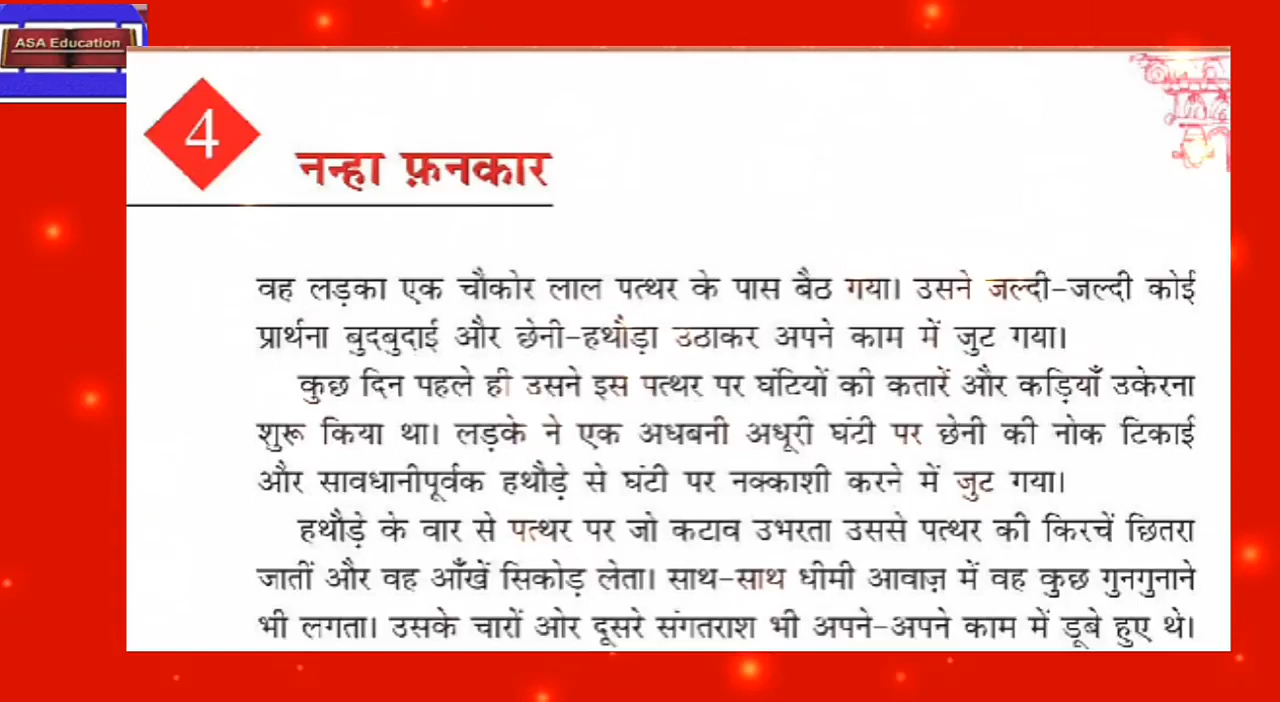 ASA Education
4
नन्हा फ़नकार
वह लड़का एक चौकोर लाल पत्थर के पास बैठ गया। उसने जल्दी-जल्दी कोई
प्रार्थना बुदबुदाई और छेनी-हथौड़ा उठाकर अपने काम में जुट गया।
कुछ दिन पहले ही उसने इस पत्थर पर घंटियों की कतारें और कड़ियाँ उकेरना
शुरू किया था। लड़के ने एक अधबनी अधूरी घंटी पर छेनी की नोक टिकाई
और सावधानीपूर्वक हथौड़े से घंटी पर नक्काशी करने में जुट गया।
हथौड़े के वार से पत्थर पर जो कटाव उभरता उससे पत्थर की किरचें छितरा
जातीं और वह आँखें सिकोड़ लेता। साथ-साथ धीमी आवाज़ में वह कुछ गुनगुनाने
भी लगता। उसके चारों ओर दूसरे संगतराश भी अपने-अपने काम में डूबे हुए थे।